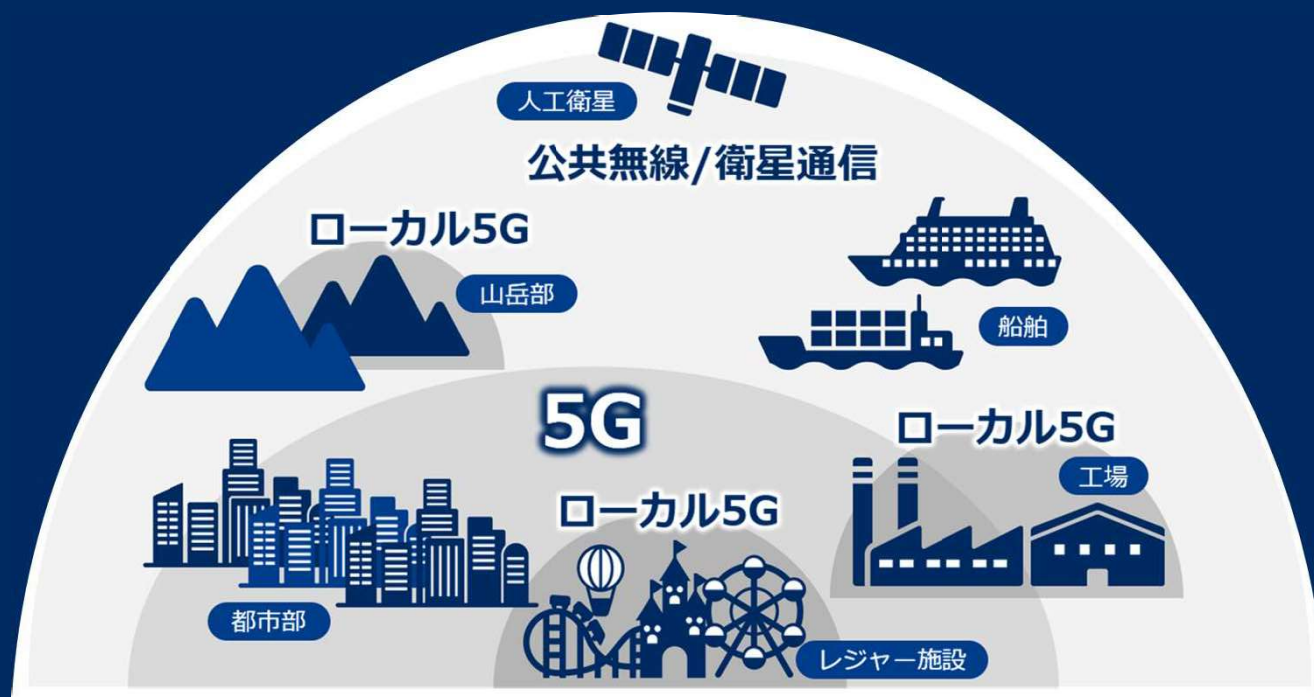 人工衛星
公共無線/衛星通信
ローカル5G
山岳部
船舶
5G
ローカル5G
工場
ローカル5G
都市部
レジャー施設